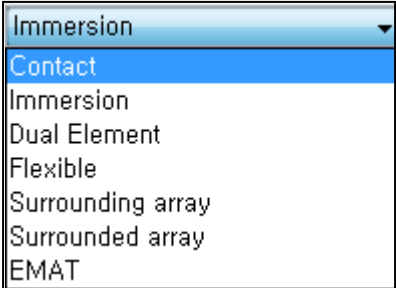 Immersion
Contact
Immersion
Dual Element
Flexible
Surrounding array
Surrounded array
EMAT